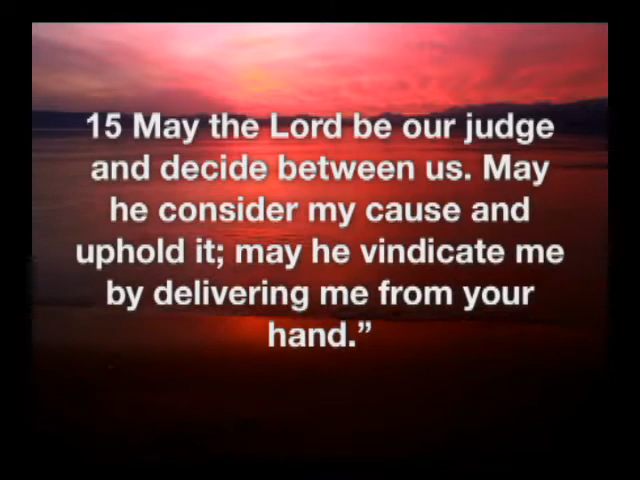 15 May the Lord be our judge
and decide between us. May
he consider my cause and
uphold it; may he vindicate me
by delivering me from your
hand.”